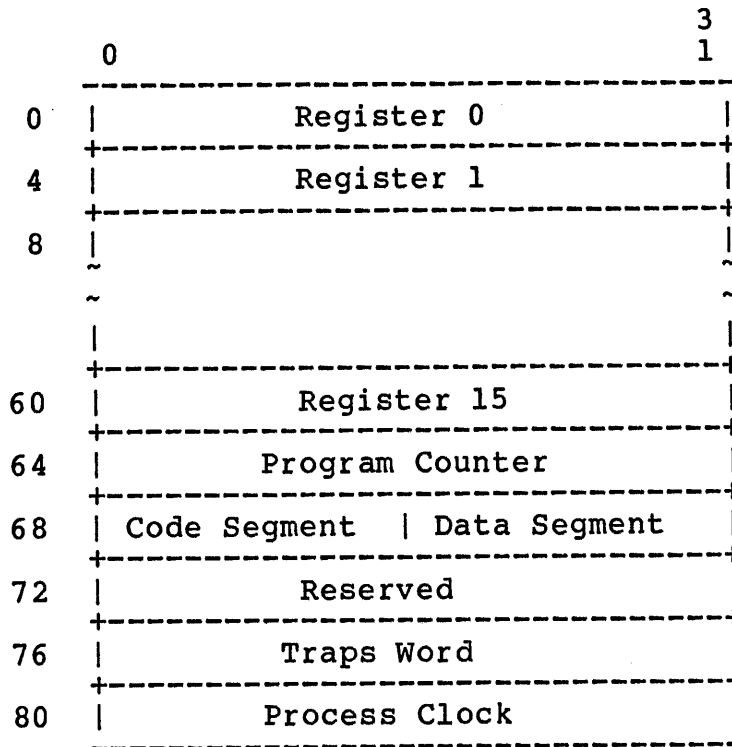 3
0 1
0 | Register 0 |
4 | Register 1 |
8 | |
60 | Register 15 |
64 | Program Counter |
68 | Code Segment | Data Segment |
72 | Reserved
76 | Traps Word
80 | Process Clock